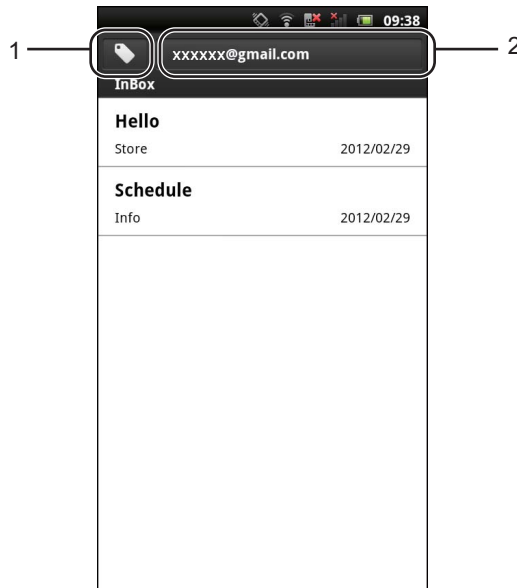 09:38
1
xxxxxx@gmail.com
2
InBox
Hello
Store 2012/02/29
Schedule
Info 2012/02/29